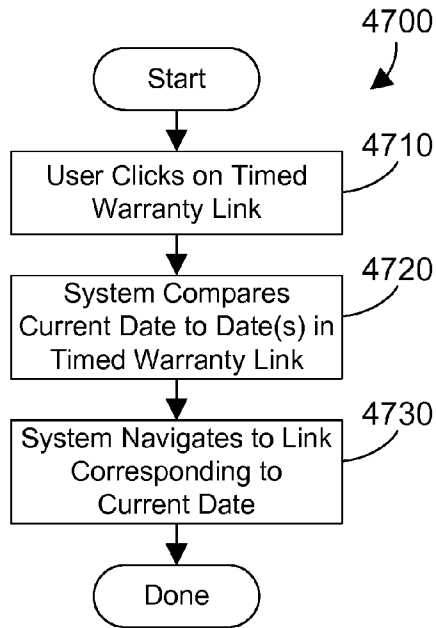 4700
Start
4710
User Clicks on Timed
Warranty Link
4720
System Compares
Current Date to Date(s) in
Timed Warranty Link
4730
System Navigates to Link
Corresponding to
Current Date
Done